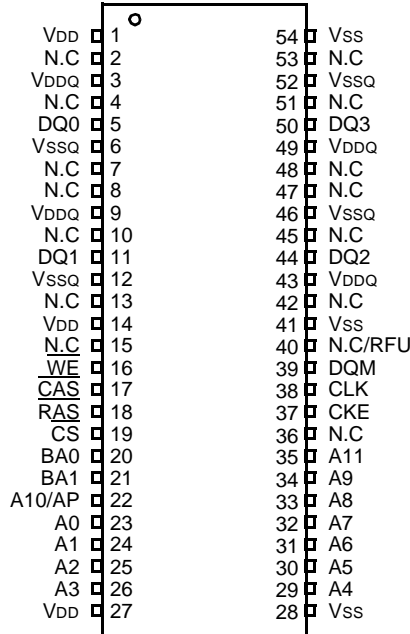 VDD 1 54 VSS
N.C 2 53 N.C
VDDQ 3 52 VSSQ
N.C 4 51 N.C
DQ0 5 50 DQ3
VSSQ 6 49 VDDQ
N.C 7 48 N.C
N.C 8 47 N.C
VDDQ 9 46 VSSQ
N.C 10 45 N.C
DQ1 11 44 DQ2
VSSQ 12 43 VDDQ
N.C 13 42 N.C
VDD 14 41 VSS
N.C 15 40 N.C/RFU
WE 16 39 DQM
CAS 17 38 CLK
RAS 18 37 CKE
CS 19 36 N.C
BA0 20 35 A11
BA1 21 34 A9
A10/AP 22 33 A8
A0 23 32 A7
A1 24 31 A6
A2 25 30 A5
A3 26 29 A4
VDD 27 28 VSS